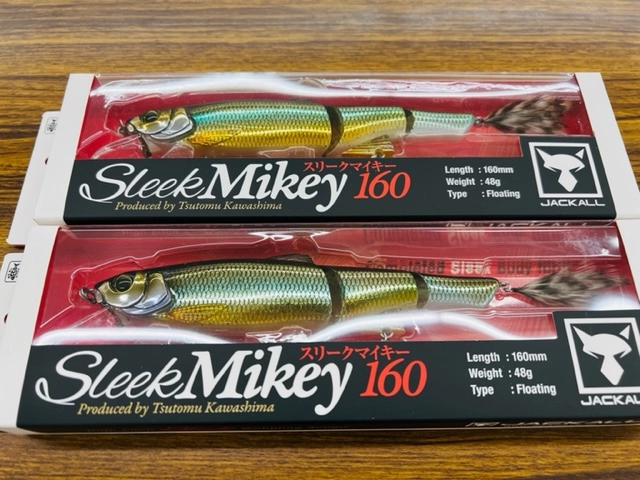 スリークマイキー
Sleek Mikey 160
Produced by Tsutomu Kawashima
Length : 160mm
Weight : 48g
Type : Floating
JACKALL
Sleek Body
スリークマイキー
Sleek Mikey 160
Produced by Tsutomu Kawashima
Length : 160mm
Weight : 48g
Type : Floating
JACKALL